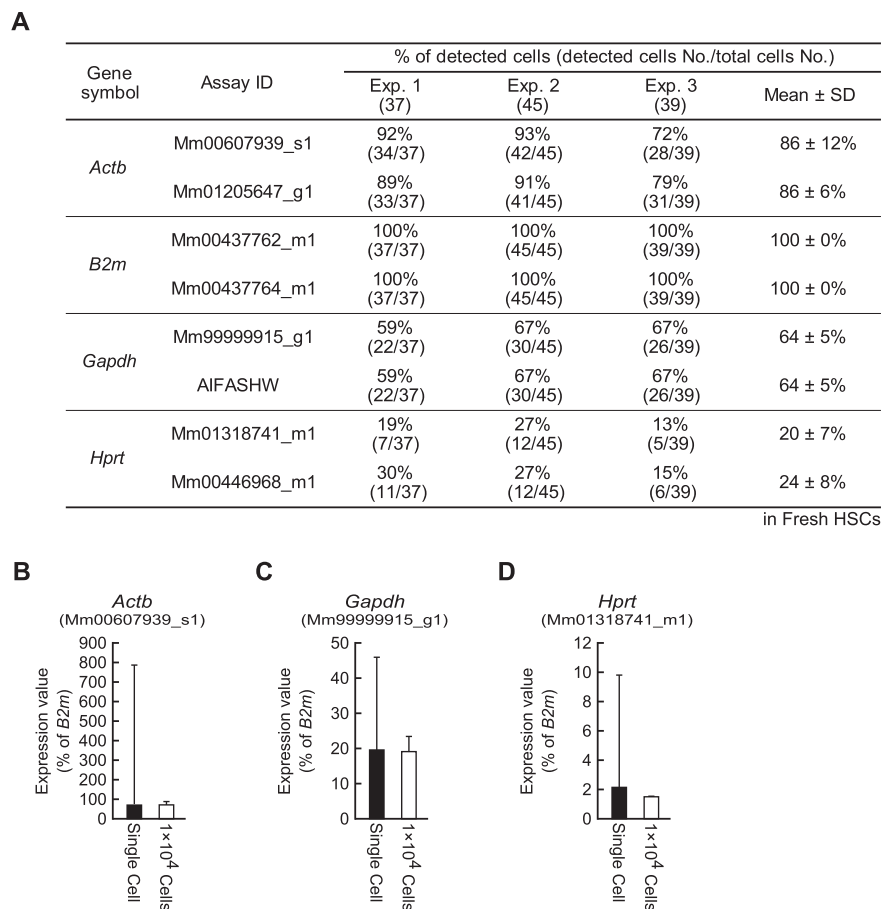 A
Gene symbol
Assay ID
% of detected cells (detected cells No./total cells No.)
Exp. 1 (37)
Exp. 2 (45)
Exp. 3 (39)
Mean ± SD
Actb
Mm00607939_s1
92% (34/37)
93% (42/45)
72% (28/39)
86 ± 12%
Mm01205647_g1
89% (33/37)
91% (41/45)
79% (31/39)
86 ± 6%
B2m
Mm00437762_m1
100% (37/37)
100% (45/45)
100% (39/39)
100 ± 0%
Mm00437764_m1
100% (37/37)
100% (45/45)
100% (39/39)
100 ± 0%
Gapdh
Mm99999915_g1
59% (22/37)
67% (30/45)
67% (26/39)
64 ± 5%
AIFASHW
59% (22/37)
67% (30/45)
67% (26/39)
64 ± 5%
Hprt
Mm01318741_m1
19% (7/37)
27% (12/45)
13% (5/39)
20 ± 7%
Mm00446968_m1
30% (11/37)
27% (12/45)
15% (6/39)
24 ± 8%
in Fresh HSCs
B
Actb
(Mm00607939_s1)
Expression value
(% of B2m)
900
800
700
600
500
400
300
200
100
0
Single Cell
1×10⁴ Cells
C
Gapdh
(Mm99999915_g1)
Expression value
(% of B2m)
50
40
30
20
10
0
Single Cell
1×10⁴ Cells
D
Hprt
(Mm01318741_m1)
Expression value
(% of B2m)
12
10
8
6
4
2
0
Single Cell
1×10⁴ Cells